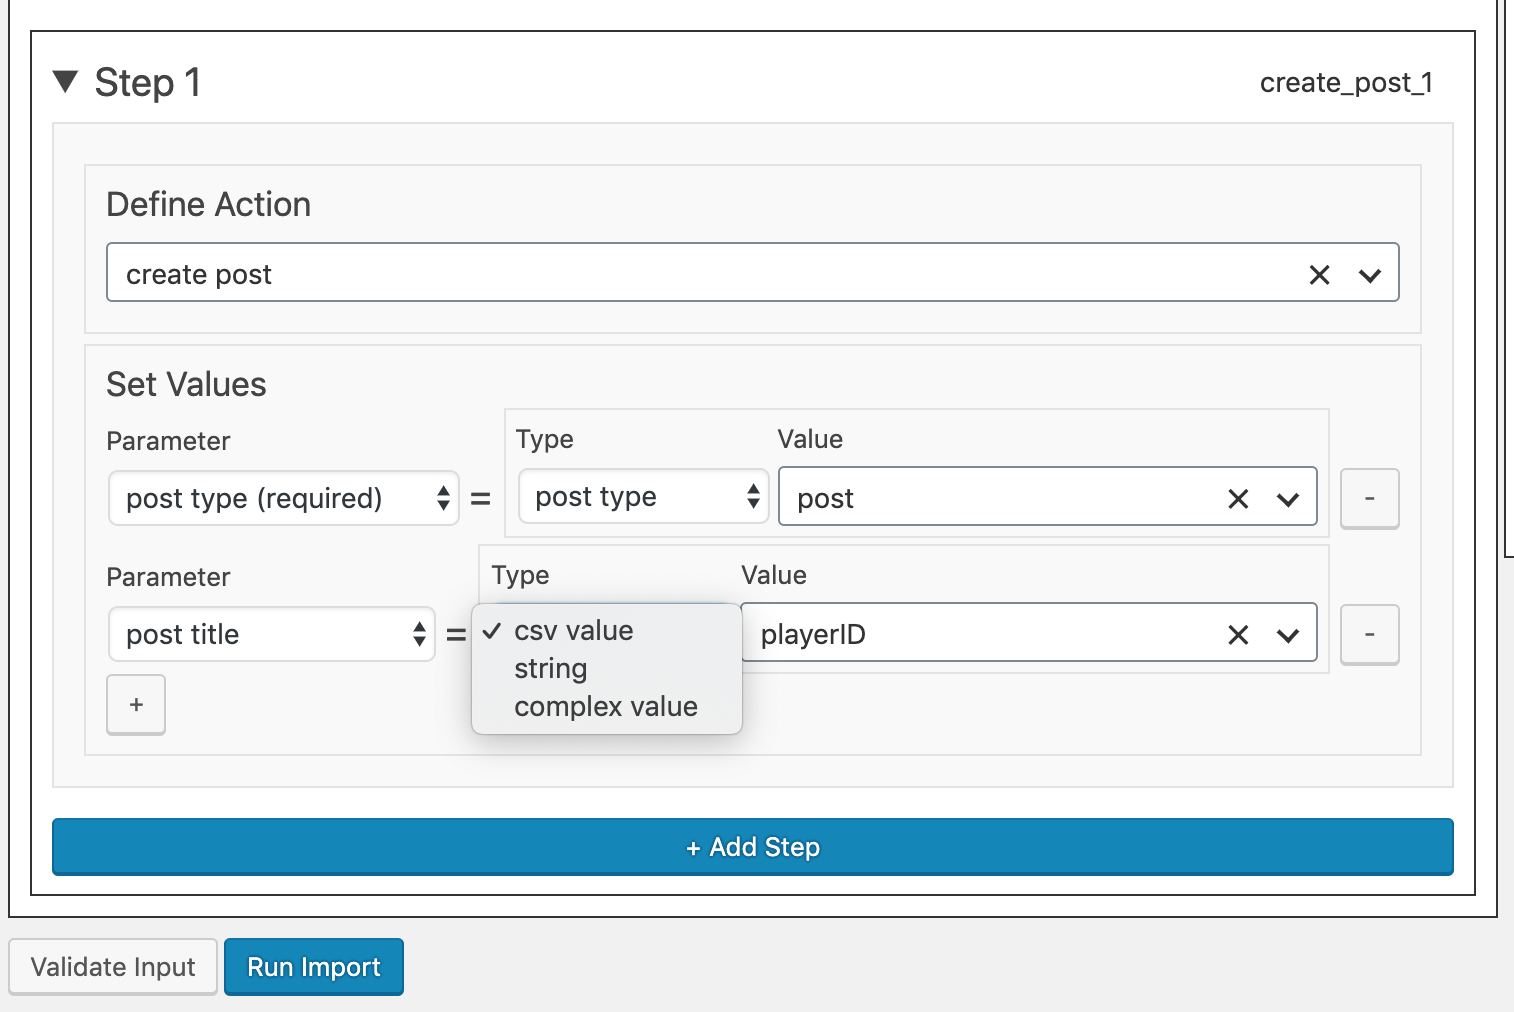 ▼ Step 1 create_post_1
Define Action
create post
Set Values
Parameter Type Value
post type (required) = post type post -
Parameter Type Value
post title = ✓ csv value playerID -
string
complex value
+
+ Add Step
Validate Input Run Import